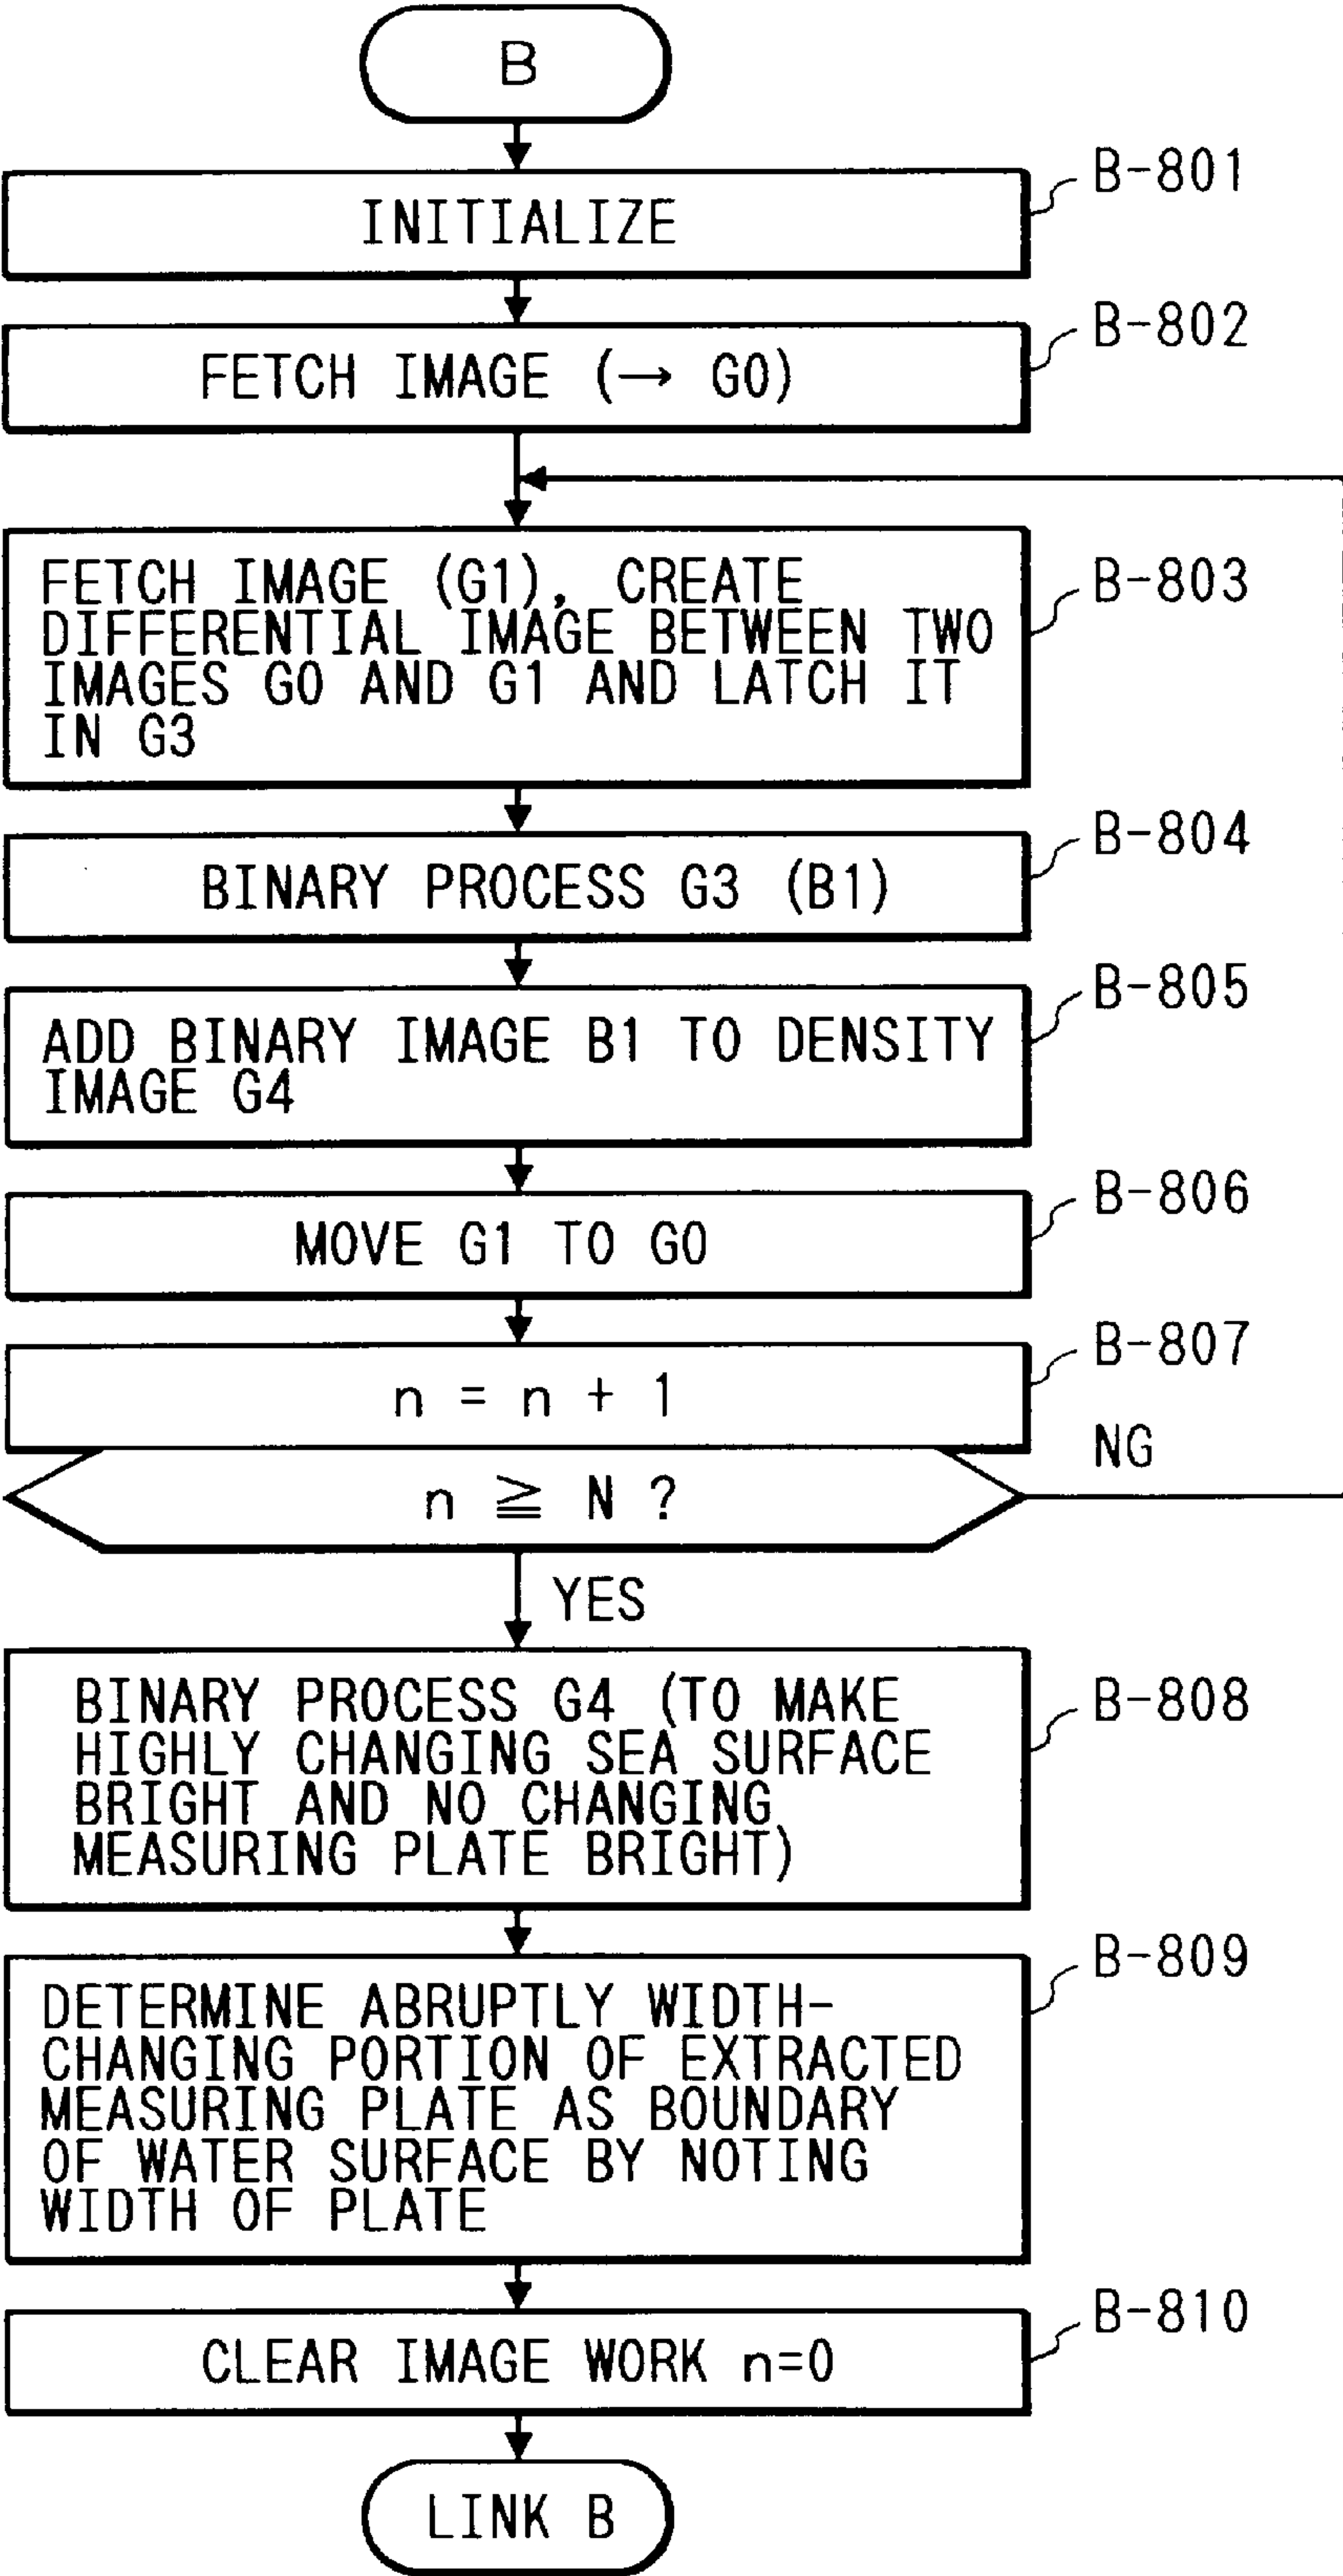 B
B-801
INITIALIZE
B-802
FETCH IMAGE (→ G0)
B-803
FETCH IMAGE (G1), CREATE
DIFFERENTIAL IMAGE BETWEEN TWO
IMAGES G0 AND G1 AND LATCH IT
IN G3
B-804
BINARY PROCESS G3 (B1)
B-805
ADD BINARY IMAGE B1 TO DENSITY
IMAGE G4
B-806
MOVE G1 TO G0
B-807
n = n + 1
NG
n ≧ N ?
YES
B-808
BINARY PROCESS G4 (TO MAKE
HIGHLY CHANGING SEA SURFACE
BRIGHT AND NO CHANGING
MEASURING PLATE BRIGHT)
B-809
DETERMINE ABRUPTLY WIDTH-
CHANGING PORTION OF EXTRACTED
MEASURING PLATE AS BOUNDARY
OF WATER SURFACE BY NOTING
WIDTH OF PLATE
B-810
CLEAR IMAGE WORK n=0
LINK B